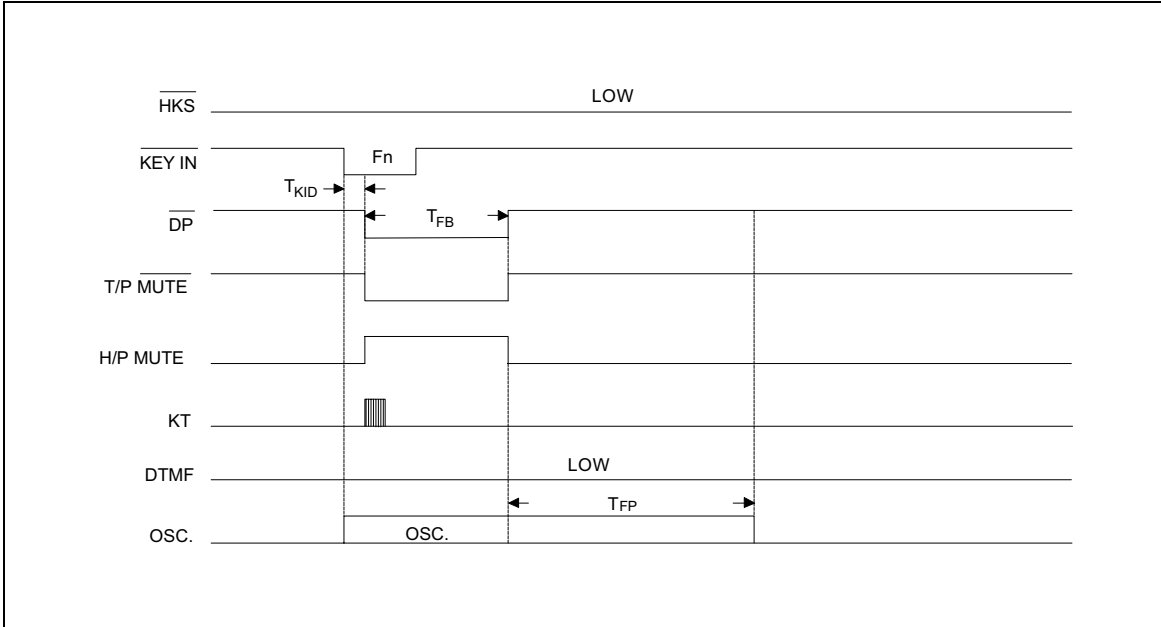 HKS LOW
KEY IN Fn
TKID
DP TFB
T/P MUTE
H/P MUTE
KT
DTMF LOW
TFP
OSC. OSC.